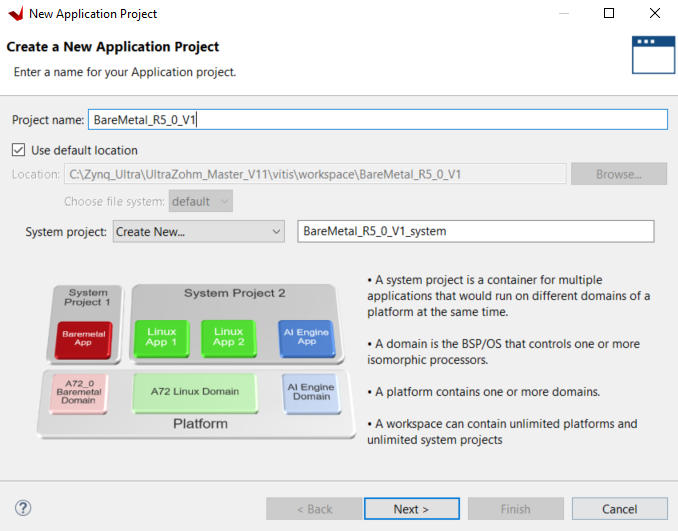 New Application Project
Create a New Application Project
Enter a name for your Application project.
Project name: BareMetal_R5_0_V1
Use default location
Location: C:\Zynq_Ultra\UltraZohm_Master_V11\vitis\workspace\BareMetal_R5_0_V1 Browse...
Choose file system: default
System project: Create New... BareMetal_R5_0_V1_system
System
Project 1
System Project 2
Baremetal
App
Linux
App 1
Linux
App 2
AI Engine
App
A72_0
Baremetal
Domain
A72 Linux Domain
AI Engine
Domain
Platform
• A system project is a container for multiple
applications that would run on different domains of a
platform at the same time.
• A domain is the BSP/OS that controls one or more
isomorphic processors.
• A platform contains one or more domains.
• A workspace can contain unlimited platforms and
unlimited system projects
? < Back Next > Finish Cancel